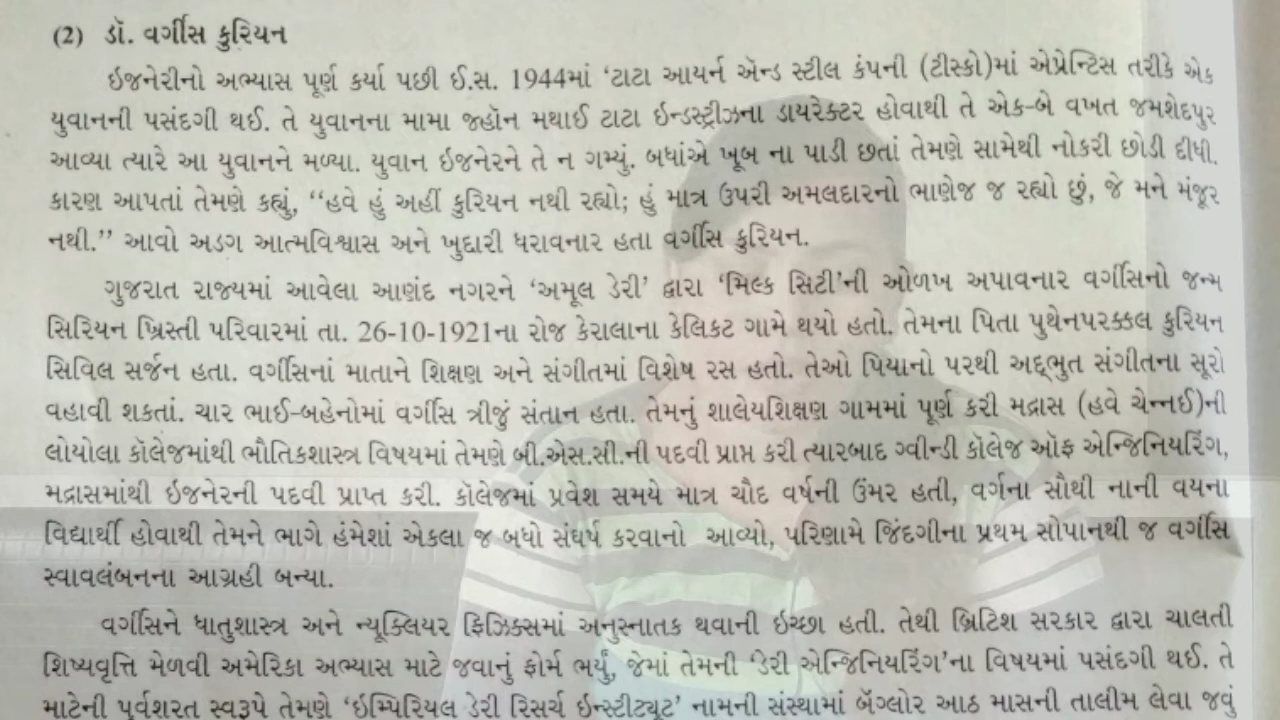 (2) ડૉ. વર્ગીસ કુરિયન
ઇજનેરીનો અભ્યાસ પૂર્ણ કર્યા પછી ઈ.સ. 1944માં ‘ટાટા આયર્ન ઍન્ડ સ્ટીલ કંપની (ટીસ્કો)માં એપ્રેન્ટિસ તરીકે એક
યુવાનની પસંદગી થઈ. તે યુવાનના મામા જ્હૉન મથાઈ ટાટા ઇન્ડસ્ટ્રીઝના ડાયરેક્ટર હોવાથી તે એક-બે વખત જમશેદપુર
આવ્યા ત્યારે આ યુવાનને મળ્યા. યુવાન ઇજનેરને તે ન ગમ્યું. બધાંએ ખૂબ ના પાડી છતાં તેમણે સામેથી નોકરી છોડી દીધી.
કારણ આપતાં તેમણે કહ્યું, “હવે હું અહીં કુરિયન નથી રહ્યો; હું માત્ર ઉપરી અમલદારનો ભાણેજ જ રહ્યો છું, જે મને મંજૂર
નથી.” આવો અડગ આત્મવિશ્વાસ અને ખુદ્દારી ધરાવનાર હતા વર્ગીસ કુરિયન.
ગુજરાત રાજ્યમાં આવેલા આણંદ નગરને ‘અમૂલ ડેરી’ દ્વારા ‘મિલ્ક સિટી’ની ઓળખ અપાવનાર વર્ગીસનો જન્મ
સિરિયન ખ્રિસ્તી પરિવારમાં તા. 26-10-1921ના રોજ કેરાલાના કેલિકટ ગામે થયો હતો. તેમના પિતા પુથેનપરક્કલ કુરિયન
સિવિલ સર્જન હતા. વર્ગીસનાં માતાને શિક્ષણ અને સંગીતમાં વિશેષ રસ હતો. તેઓ પિયાનો પરથી અદ્ભુત સંગીતના સૂરો
વહાવી શકતાં. ચાર ભાઈ-બહેનોમાં વર્ગીસ ત્રીજું સંતાન હતા. તેમનું શાલેયશિક્ષણ ગામમાં પૂર્ણ કરી મદ્રાસ (હવે ચેન્નઈ)ની
લોયોલા કૉલેજમાંથી ભૌતિકશાસ્ત્ર વિષયમાં તેમણે બી.એસ.સી.ની પદવી પ્રાપ્ત કરી ત્યારબાદ ગ્વીન્ડી કૉલેજ ઑફ એન્જિનિયરિંગ,
મદ્રાસમાંથી ઇજનેરની પદવી પ્રાપ્ત કરી. કૉલેજમાં પ્રવેશ સમયે માત્ર ચૌદ વર્ષની ઉંમર હતી, વર્ગના સૌથી નાની વયના
વિદ્યાર્થી હોવાથી તેમને ભાગે હંમેશાં એકલા જ બધો સંઘર્ષ કરવાનો આવ્યો, પરિણામે જિંદગીના પ્રથમ સોપાનથી જ વર્ગીસ
સ્વાવલંબનના આગ્રહી બન્યા.
વર્ગીસને ધાતુશાસ્ત્ર અને ન્યૂક્લિયર ફિઝિક્સમાં અનુસ્નાતક થવાની ઇચ્છા હતી. તેથી બ્રિટિશ સરકાર દ્વારા ચાલતી
શિષ્યવૃત્તિ મેળવી અમેરિકા અભ્યાસ માટે જવાનું ફોર્મ ભર્યું, જેમાં તેમની ‘ડેરી એન્જિનિયરિંગ’ના વિષયમાં પસંદગી થઈ. તે
માટેની પૂર્વશરત સ્વરૂપે તેમણે ‘ઇમ્પિરિયલ ડેરી રિસર્ચ ઇન્સ્ટીટ્યૂટ’ નામની સંસ્થામાં બૅંગ્લોર આઠ માસની તાલીમ લેવા જવું